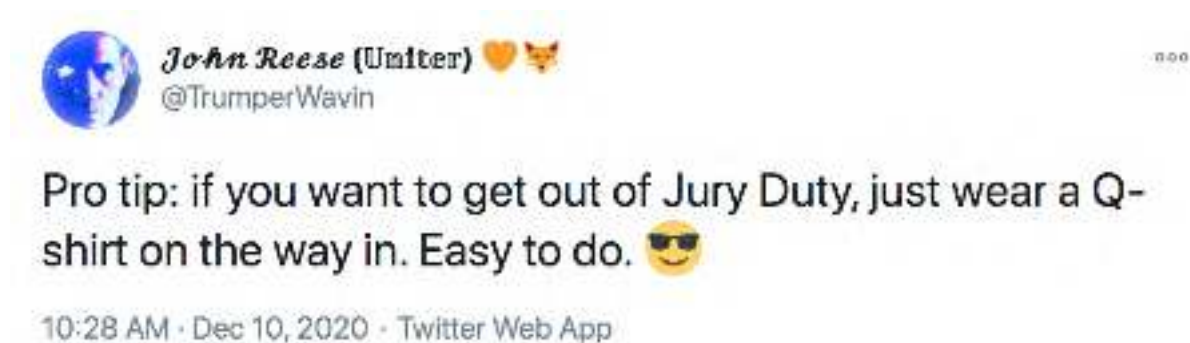 John Reese (Uniter) 🧡🦊
@TrumperWavin
Pro tip: if you want to get out of Jury Duty, just wear a Q-
shirt on the way in. Easy to do. 😎
10:28 AM · Dec 10, 2020 · Twitter Web App